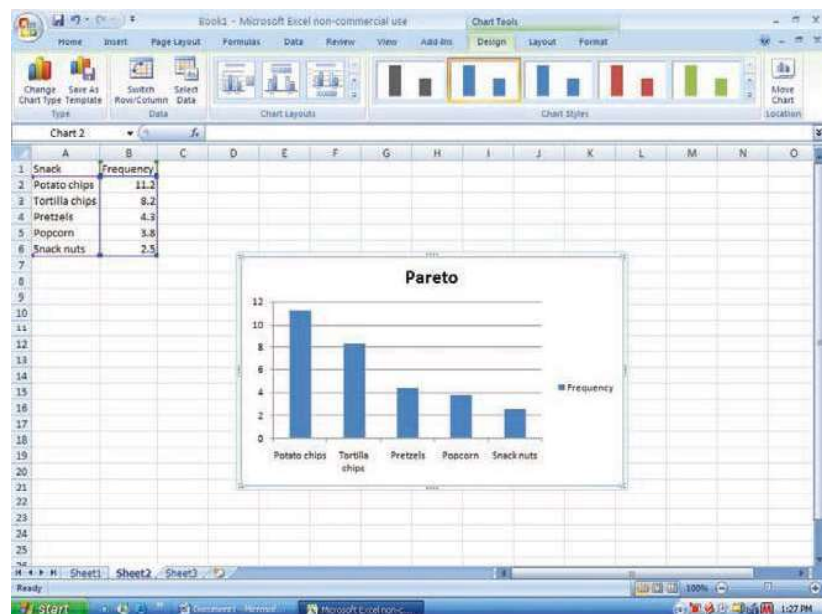 Book1 - Microsoft Excel non-commercial use Chart Tools
Home Insert Page Layout Formulas Data Review View Add-Ins Design Layout Format
Change Chart Type Save As Template Switch Row/Column Select Data Move Chart
Type Data Chart Layouts Chart Styles Location
Chart 2 fx
A B C D E F G H I J K L M N O
1 Snack Frequency
2 Potato chips 11.2
3 Tortilla chips 8.2
4 Pretzels 4.3
5 Popcorn 3.8
6 Snack nuts 2.5
7
8
9
10
11
12
13
14
15
16
17
18
19
20
21
22
23
24
25
Pareto
12
10
8
6
4
2
0
Frequency
Potato chips Tortilla chips Pretzels Popcorn Snack nuts
Sheet1 Sheet2 Sheet3
Ready 100%
start Microsoft Excel non-c... 1:27 PM